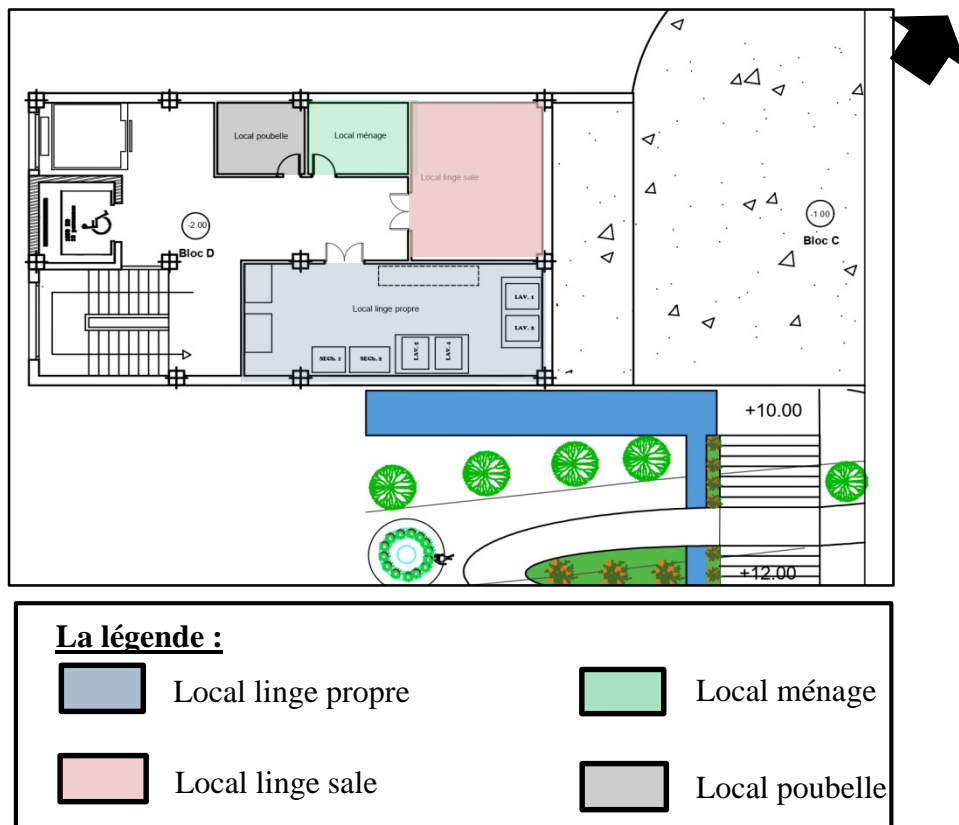 Local poubelle
Local ménage
Local linge sale
-2.00
Bloc D
-1.00
Bloc C
Local linge propre
LAV. 1
LAV. 2
SECh. 1
SECh. 2
LAV. 4
+10.00
+12.00
La légende :
Local linge propre
Local ménage
Local linge sale
Local poubelle